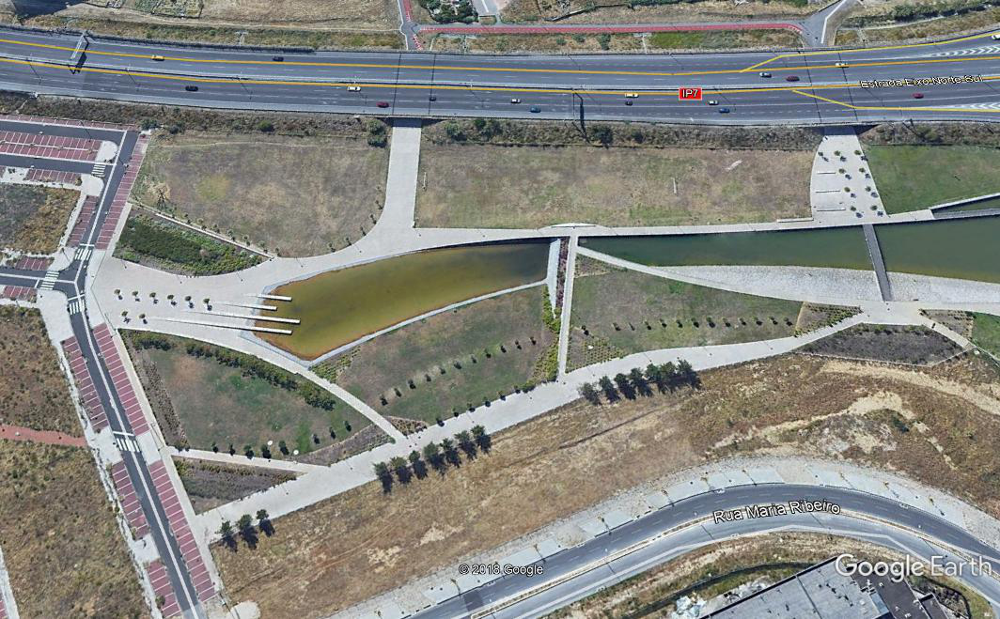 IP7
Estrada Eixo Norte-Sul
Rua Maria Ribeiro
© 2018 Google
Google Earth